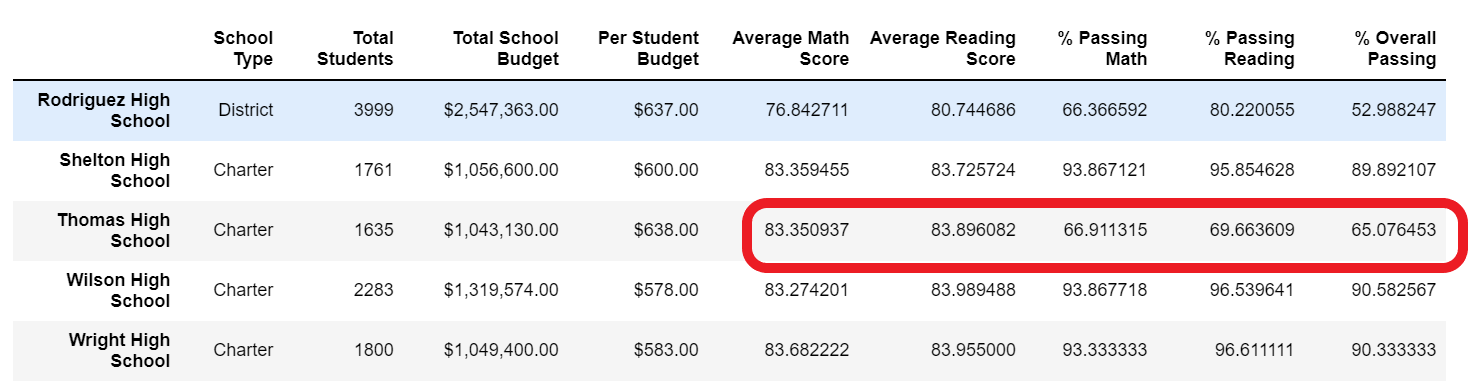 School Type Total Students Total School Budget Per Student Budget Average Math Score Average Reading Score % Passing Math % Passing Reading % Overall Passing
Rodriguez High School District 3999 $2,547,363.00 $637.00 76.842711 80.744686 66.366592 80.220055 52.988247
Shelton High School Charter 1761 $1,056,600.00 $600.00 83.359455 83.725724 93.867121 95.854628 89.892107
Thomas High School Charter 1635 $1,043,130.00 $638.00 83.350937 83.896082 66.911315 69.663609 65.076453
Wilson High School Charter 2283 $1,319,574.00 $578.00 83.274201 83.989488 93.867718 96.539641 90.582567
Wright High School Charter 1800 $1,049,400.00 $583.00 83.682222 83.955000 93.333333 96.611111 90.333333